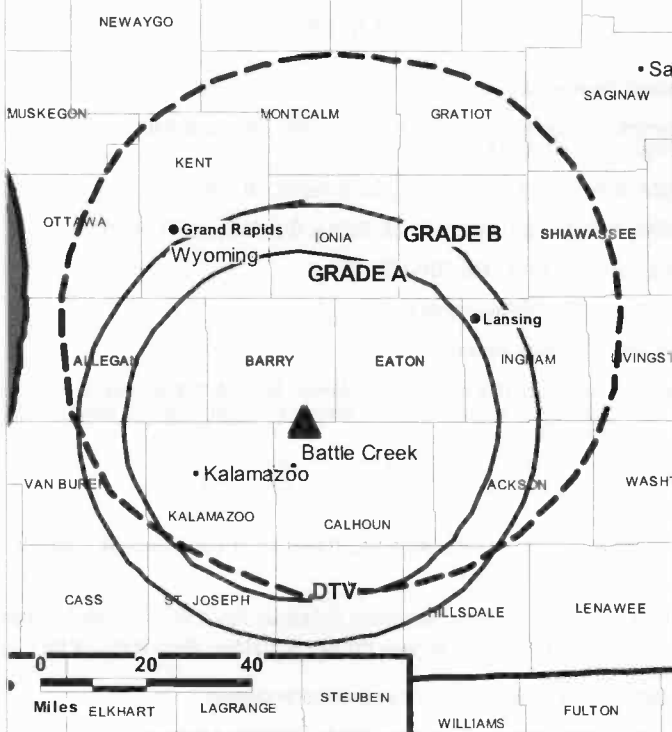 NEWAYGO
Sa
SAGINAW
MUSKEGON
MONTCALM
GRATIOT
KENT
OTTAWA
Grand Rapids
IONIA
GRADE B
SHIAWASSEE
Wyoming
GRADE A
Lansing
ALLEGAN
BARRY
EATON
INGHAM
LIVINGST
Battle Creek
Kalamazoo
VAN BUREN
ACKSON
WASHT
KALAMAZOO
CALHOUN
DTV
CASS
ST. JOSEPH
HILLSDALE
LENAWEE
0 20 40
Miles
ELKHART
LAGRANGE
STEUBEN
WILLIAMS
FULTON